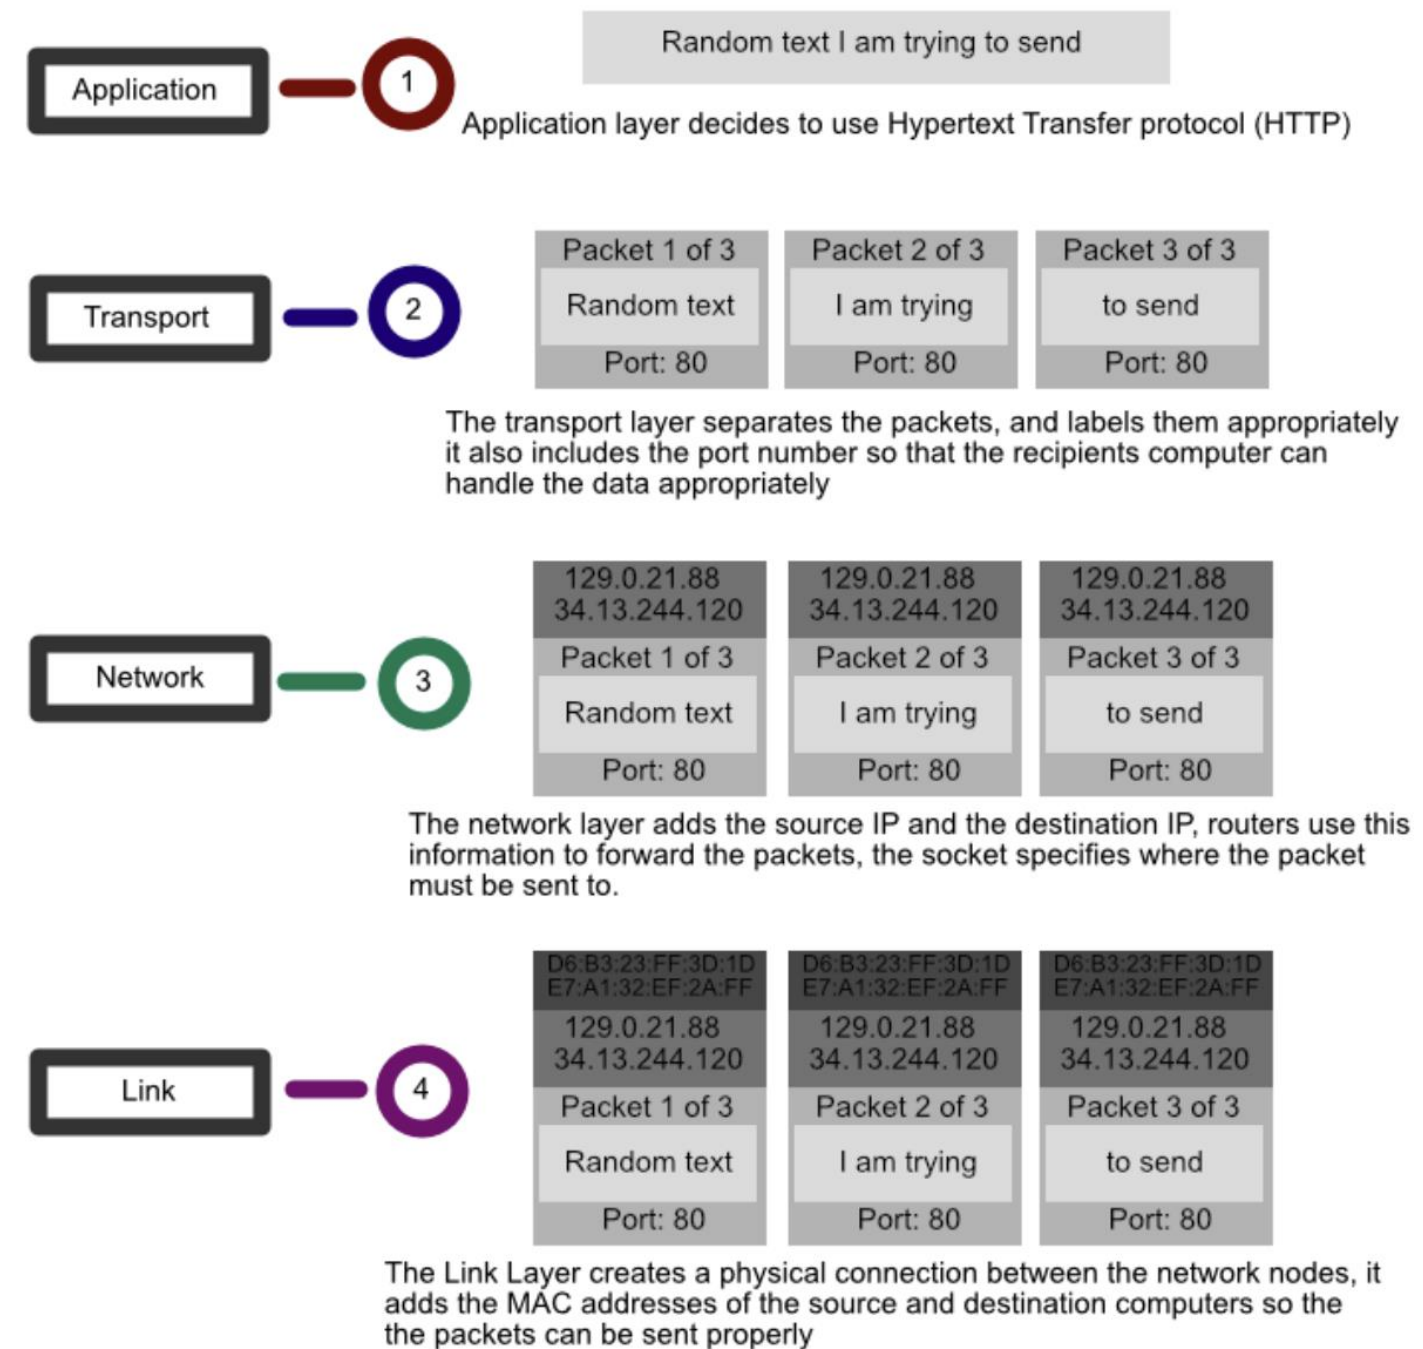 Random text I am trying to send
Application
1
Application layer decides to use Hypertext Transfer protocol (HTTP)
Packet 1 of 3
Packet 2 of 3
Packet 3 of 3
Transport
2
Random text
I am trying
to send
Port: 80
Port: 80
Port: 80
The transport layer separates the packets, and labels them appropriately
it also includes the port number so that the recipients computer can
handle the data appropriately
129.0.21.88
129.0.21.88
129.0.21.88
34.13.244.120
34.13.244.120
34.13.244.120
Network
3
Packet 1 of 3
Packet 2 of 3
Packet 3 of 3
Random text
I am trying
to send
Port: 80
Port: 80
Port: 80
The network layer adds the source IP and the destination IP, routers use this
information to forward the packets, the socket specifies where the packet
must be sent to.
D6:B3:23:FF:3D:1D
D6:B3:23:FF:3D:1D
D6:B3:23:FF:3D:1D
E7:A1:32:EF:2A:FF
E7:A1:32:EF:2A:FF
E7:A1:32:EF:2A:FF
129.0.21.88
129.0.21.88
129.0.21.88
34.13.244.120
34.13.244.120
34.13.244.120
Link
4
Packet 1 of 3
Packet 2 of 3
Packet 3 of 3
Random text
I am trying
to send
Port: 80
Port: 80
Port: 80
The Link Layer creates a physical connection between the network nodes, it
adds the MAC addresses of the source and destination computers so the
the packets can be sent properly